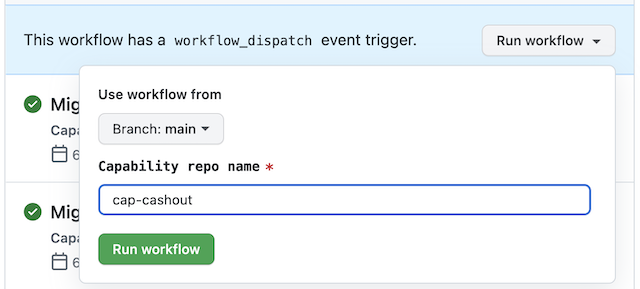 This workflow has a workflow_dispatch event trigger.
Run workflow
Use workflow from
Branch: main
Capability repo name *
cap-cashout
Run workflow
Mig
Capa
6
Mig
Capa
6